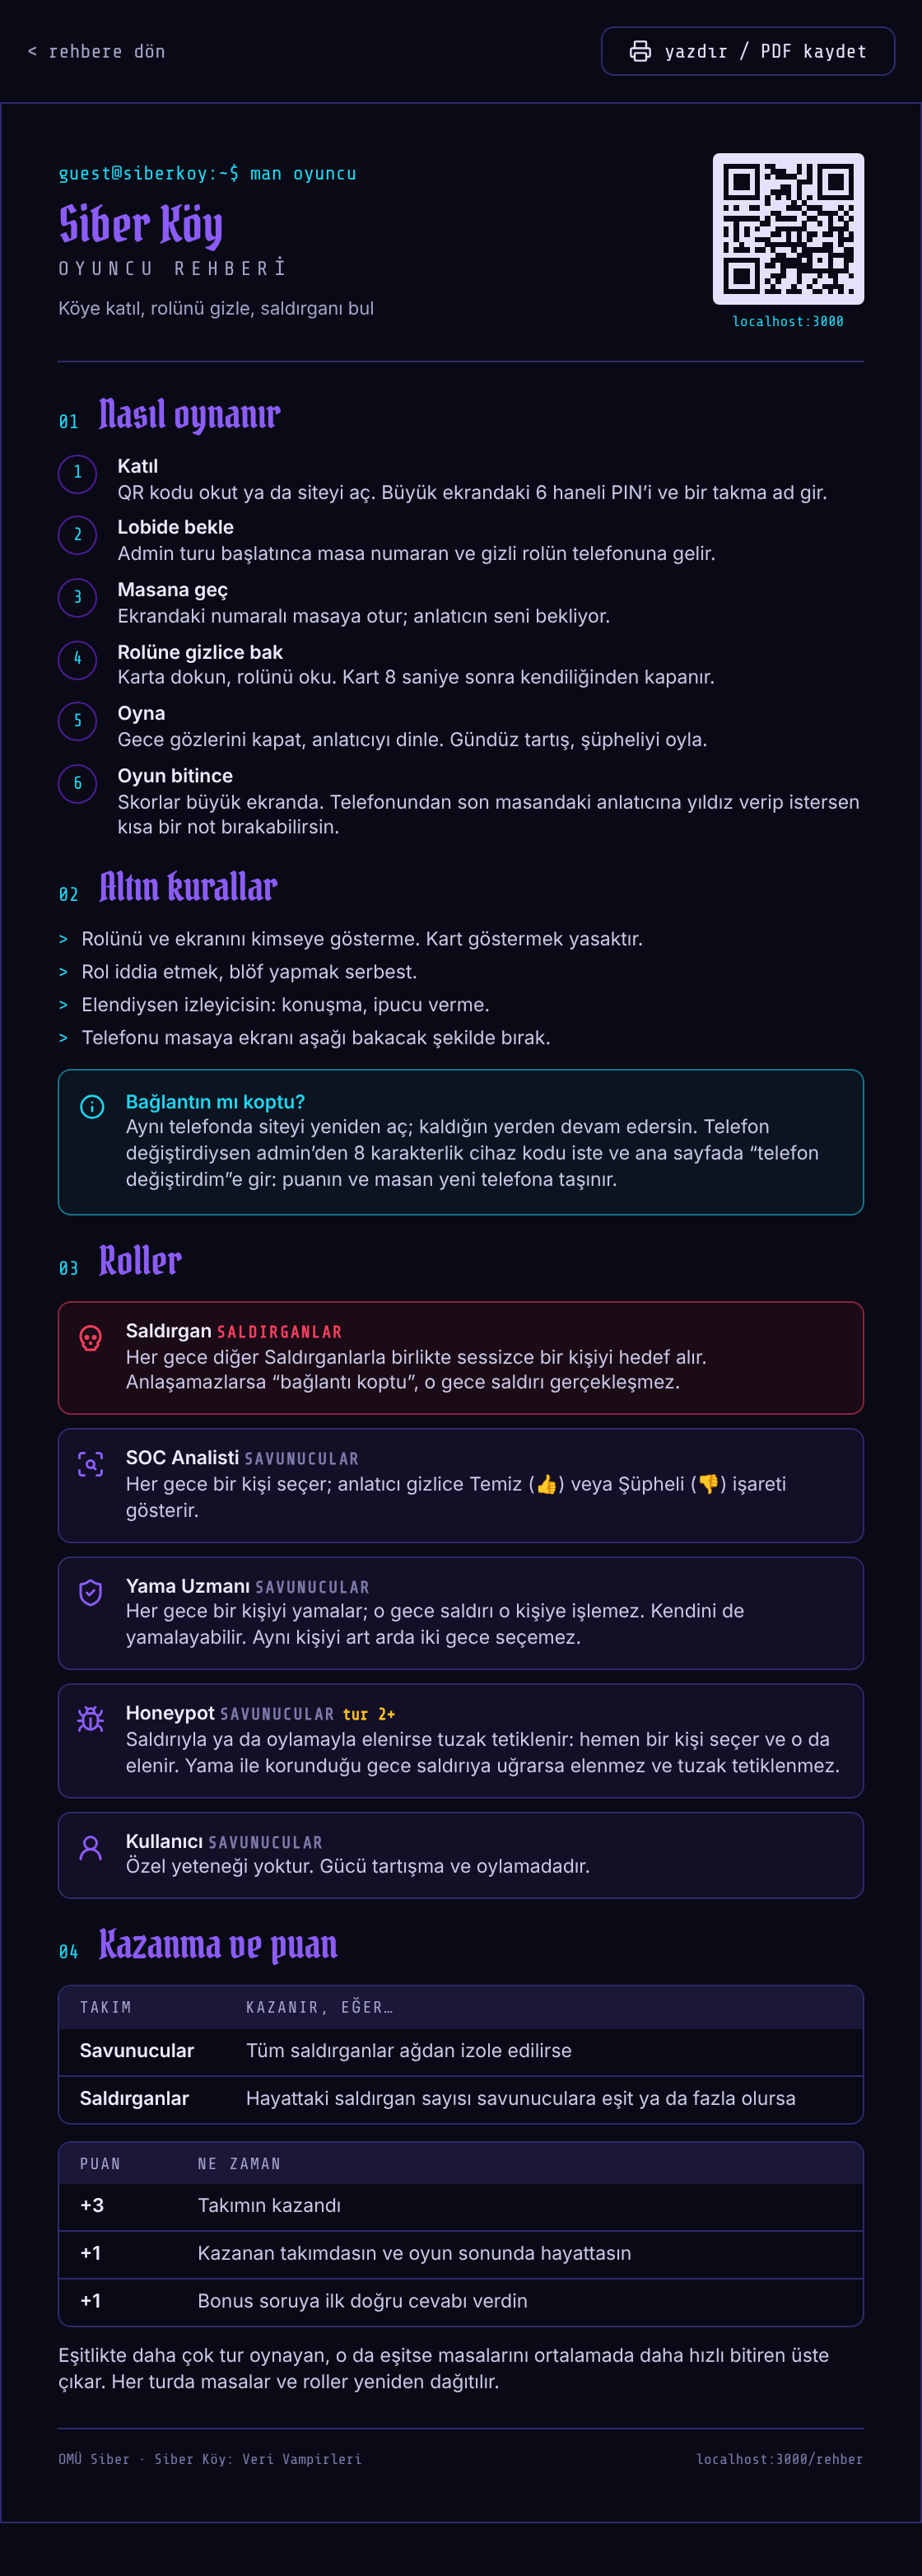 < rehbere dön
yazdır / PDF kaydet
guest@siberkoy:~$ man oyuncu
Siber Köy
OYUNCU REHBERİ
Köye katıl, rolünü gizle, saldırganı bul
localhost:3000
01 Nasıl oynanır
1 Katıl
QR kodu okut ya da siteyi aç. Büyük ekrandaki 6 haneli PIN’i ve bir takma ad gir.
2 Lobide bekle
Admin turu başlatınca masa numaran ve gizli rolün telefonuna gelir.
3 Masana geç
Ekrandaki numaralı masaya otur; anlatıcın seni bekliyor.
4 Rolüne gizlice bak
Karta dokun, rolünü oku. Kart 8 saniye sonra kendiliğinden kapanır.
5 Oyna
Gece gözlerini kapat, anlatıcıyı dinle. Gündüz tartış, şüpheliyi oyla.
6 Oyun bitince
Skorlar büyük ekranda. Telefonundan son masandaki anlatıcına yıldız verip istersen
kısa bir not bırakabilirsin.
02 Altın kurallar
> Rolünü ve ekranını kimseye gösterme. Kart göstermek yasaktır.
> Rol iddia etmek, blöf yapmak serbest.
> Elendiysen izleyicisin: konuşma, ipucu verme.
> Telefonu masaya ekranı aşağı bakacak şekilde bırak.
Bağlantın mı koptu?
Aynı telefonda siteyi yeniden aç; kaldığın yerden devam edersin. Telefon
değiştirdiysen admin’den 8 karakterlik cihaz kodu iste ve ana sayfada “telefon
değiştirdim”e gir: puanın ve masan yeni telefona taşınır.
03 Roller
Saldırgan SALDIRGANLAR
Her gece diğer Saldırganlarla birlikte sessizce bir kişiyi hedef alır.
Anlaşamazlarsa “bağlantı koptu”, o gece saldırı gerçekleşmez.
SOC Analisti SAVUNUCULAR
Her gece bir kişi seçer; anlatıcı gizlice Temiz (👍) veya Şüpheli (👎) işareti
gösterir.
Yama Uzmanı SAVUNUCULAR
Her gece bir kişiyi yamalar; o gece saldırı o kişiye işlemez. Kendini de
yamalayabilir. Aynı kişiyi art arda iki gece seçemez.
Honeypot SAVUNUCULAR tur 2+
Saldırıyla ya da oylamayla elenirse tuzak tetiklenir: hemen bir kişi seçer ve o da
elenir. Yama ile korunduğu gece saldırıya uğrarsa elenmez ve tuzak tetiklenmez.
Kullanıcı SAVUNUCULAR
Özel yeteneği yoktur. Gücü tartışma ve oylamadadır.
04 Kazanma ve puan
TAKIM KAZANIR, EĞER…
Savunucular Tüm saldırganlar ağdan izole edilirse
Saldırganlar Hayattaki saldırgan sayısı savunuculara eşit ya da fazla olursa
PUAN NE ZAMAN
+3 Takımın kazandı
+1 Kazanan takımdasın ve oyun sonunda hayattasın
+1 Bonus soruya ilk doğru cevabı verdin
Eşitlikte daha çok tur oynayan, o da eşitse masalarını ortalamada daha hızlı bitiren üste
çıkar. Her turda masalar ve roller yeniden dağıtılır.
OMÜ Siber · Siber Köy: Veri Vampirleri
localhost:3000/rehber